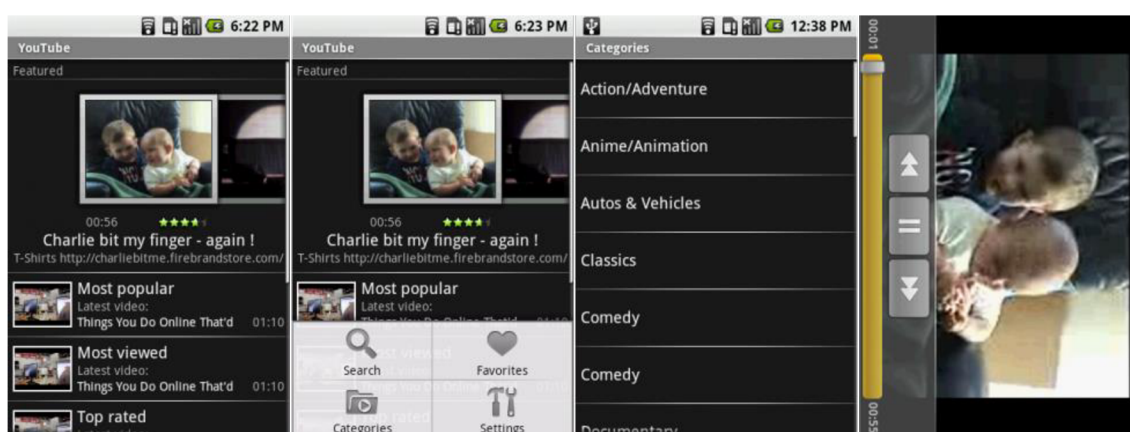 6:22 PM
YouTube
Featured
00:56
Charlie bit my finger - again !
T-Shirts http://charliebitme.firebrandstore.com/
Most popular
Latest video:
Things You Do Online That'd 01:10
Most viewed
Latest video:
Things You Do Online That'd 01:10
Top rated
6:23 PM
YouTube
Featured
00:56
Charlie bit my finger - again !
T-Shirts http://charliebitme.firebrandstore.com/
Most popular
Latest video:
Search
Favorites
Categories
Settings
12:38 PM
Categories
Action/Adventure
Anime/Animation
Autos & Vehicles
Classics
Comedy
Comedy
Documentary
00:01
00:55